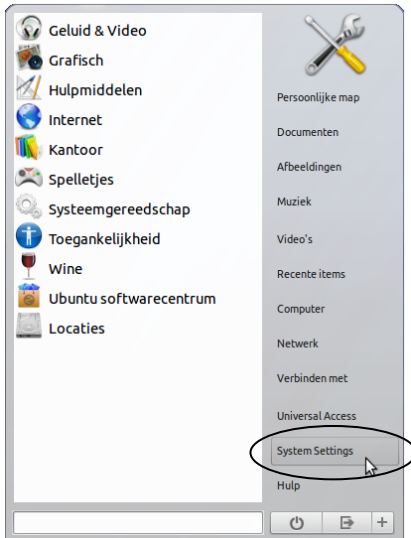 Geluid & Video
Grafisch
Hulpmiddelen
Internet
Kantoor
Spelletjes
Systeemgereedschap
Toegankelijkheid
Wine
Ubuntu softwarecentrum
Locaties
Persoonlijke map
Documenten
Afbeeldingen
Muziek
Video's
Recente items
Computer
Netwerk
Verbinden met
Universal Access
System Settings
Hulp